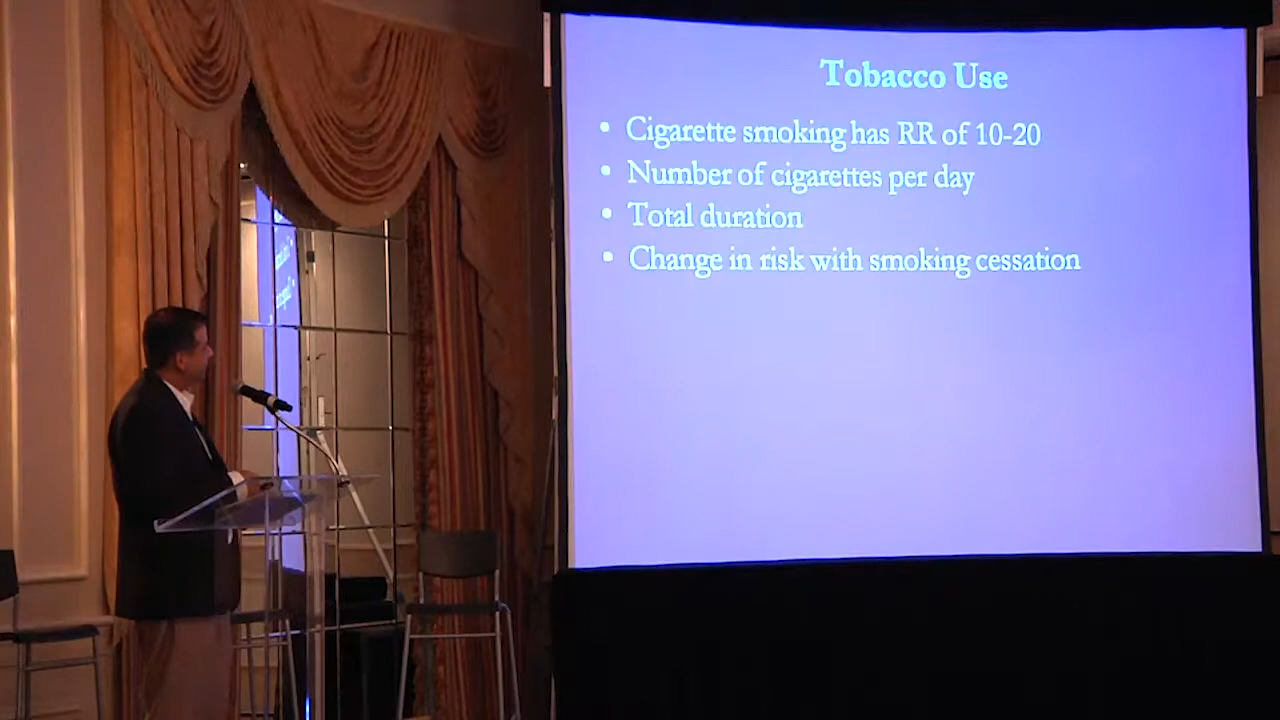 Tobacco Use
• Cigarette smoking has RR of 10-20
• Number of cigarettes per day
• Total duration
• Change in risk with smoking cessation